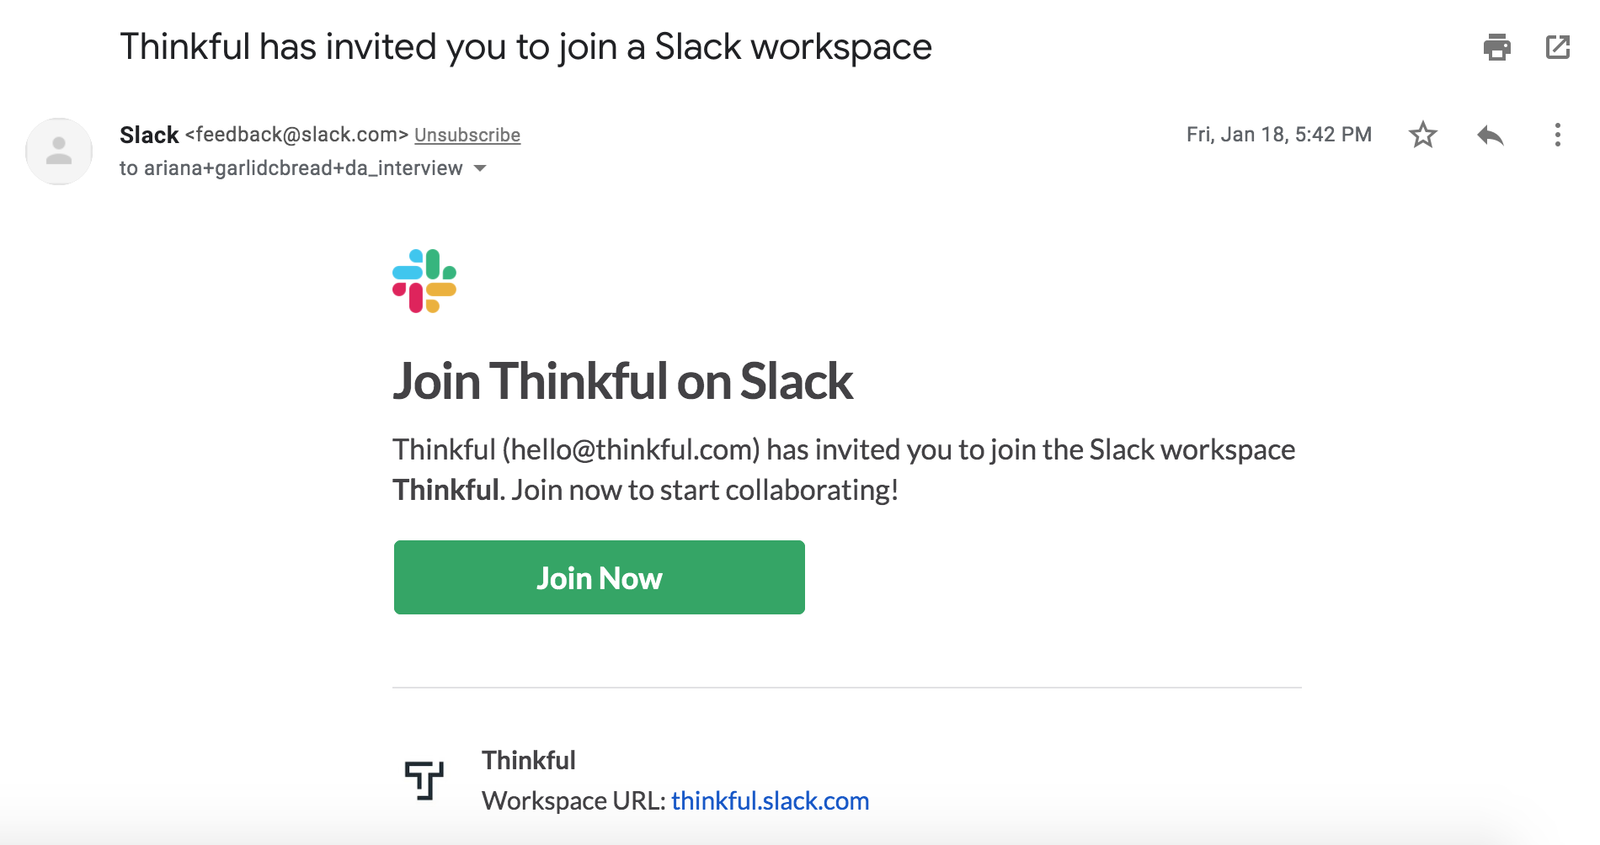 Thinkful has invited you to join a Slack workspace
Slack <feedback@slack.com> Unsubscribe
Fri, Jan 18, 5:42 PM
to ariana+garlidcbread+da_interview
Join Thinkful on Slack
Thinkful (hello@thinkful.com) has invited you to join the Slack workspace
Thinkful. Join now to start collaborating!
Join Now
Thinkful
Workspace URL: thinkful.slack.com